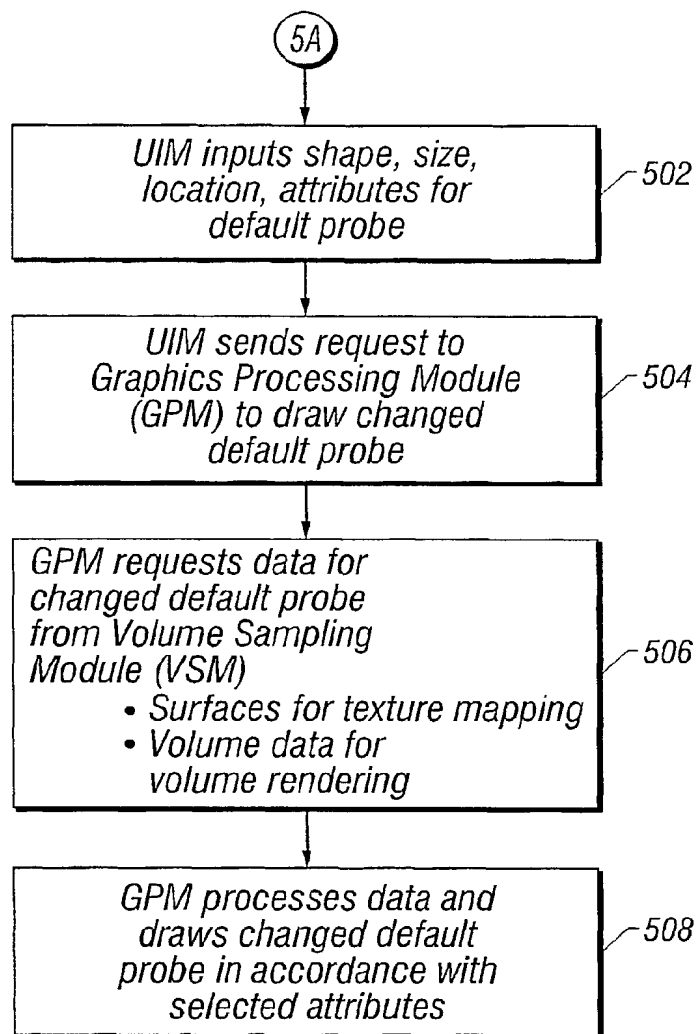 5A
UIM inputs shape, size,
location, attributes for
default probe
502
UIM sends request to
Graphics Processing Module
(GPM) to draw changed
default probe
504
GPM requests data for
changed default probe
from Volume Sampling
Module (VSM)
• Surfaces for texture mapping
• Volume data for
volume rendering
506
GPM processes data and
draws changed default
probe in accordance with
selected attributes
508